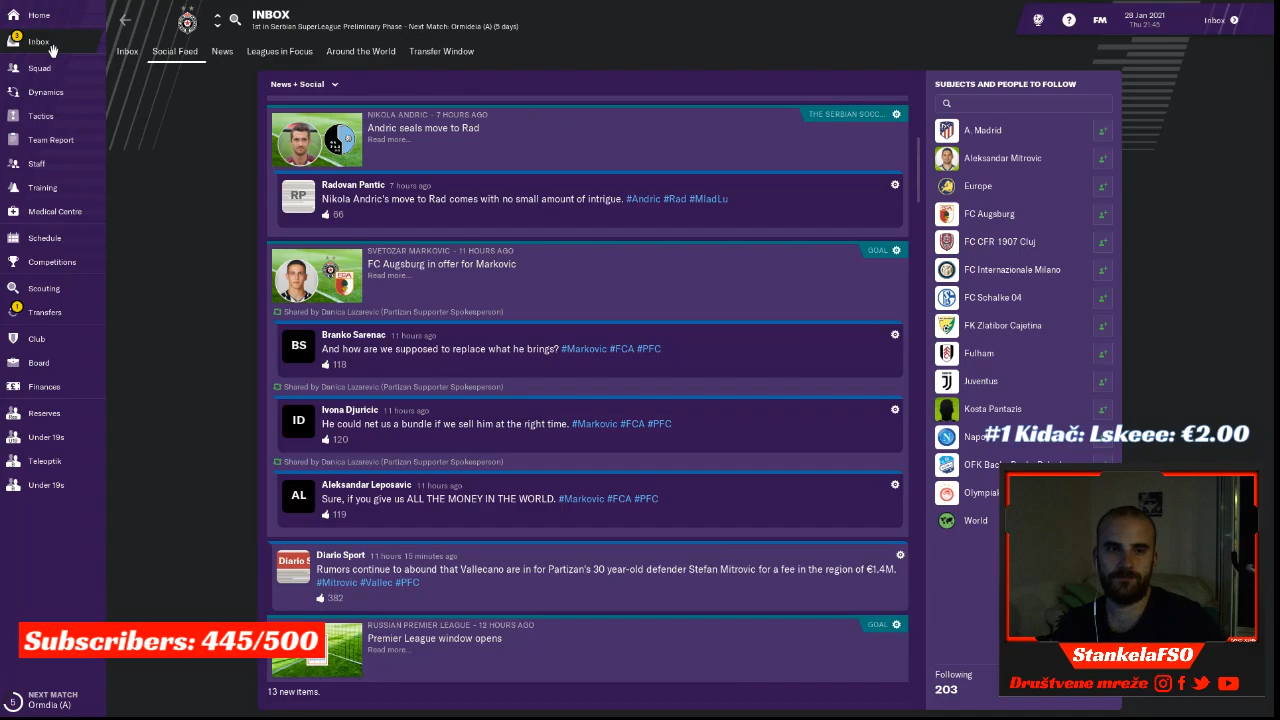 Home
INBOX
1st in Serbian SuperLeague Preliminary Phase - Next Match: Ormideia (A) (5 days)
FM
28 Jan 2021
Thu 21:45
Inbox
3
Inbox
Inbox
Social Feed
News
Leagues in Focus
Around the World
Transfer Window
Squad
Dynamics
Tactics
Team Report
Staff
Training
Medical Centre
Schedule
Competitions
Scouting
1
Transfers
Club
Board
Finances
Reserves
Under 19s
Teleoptik
Under 19s
5
NEXT MATCH
Ormdia (A)
News + Social
NIKOLA ANDRIC - 7 HOURS AGO
THE SERBIAN SOCC...
Andric seals move to Rad
Read more...
RP
Radovan Pantic 7 hours ago
Nikola Andric's move to Rad comes with no small amount of intrigue. #Andric #Rad #MladLu
66
SVETOZAR MARKOVIC - 11 HOURS AGO
GOAL
FC Augsburg in offer for Markovic
Read more...
Shared by Danica Lazarevic (Partizan Supporter Spokesperson)
BS
Branko Sarenac 11 hours ago
And how are we supposed to replace what he brings? #Markovic #FCA #PFC
118
Shared by Danica Lazarevic (Partizan Supporter Spokesperson)
ID
Ivona Djuricic 11 hours ago
He could net us a bundle if we sell him at the right time. #Markovic #FCA #PFC
120
Shared by Danica Lazarevic (Partizan Supporter Spokesperson)
AL
Aleksandar Leposavic 11 hours ago
Sure, if you give us ALL THE MONEY IN THE WORLD. #Markovic #FCA #PFC
119
Diario S
Diario Sport 11 hours 15 minutes ago
Rumors continue to abound that Vallecano are in for Partizan's 30 year-old defender Stefan Mitrovic for a fee in the region of €1.4M.
#Mitrovic #Vallec #PFC
382
RUSSIAN PREMIER LEAGUE - 12 HOURS AGO
GOAL
Premier League window opens
Read more...
13 new items.
SUBJECTS AND PEOPLE TO FOLLOW
A. Madrid
Aleksandar Mitrovic
Europe
FC Augsburg
FC CFR 1907 Cluj
FC Internazionale Milano
FC Schalke 04
FK Zlatibor Cajetina
Fulham
Juventus
Kosta Pantazis
Napo
OFK Back
Olympiak
World
Following
203
#1 Kidač: Lskeee: €2.00
Subscribers: 445/500
StankelaFSO
Društvene mreže